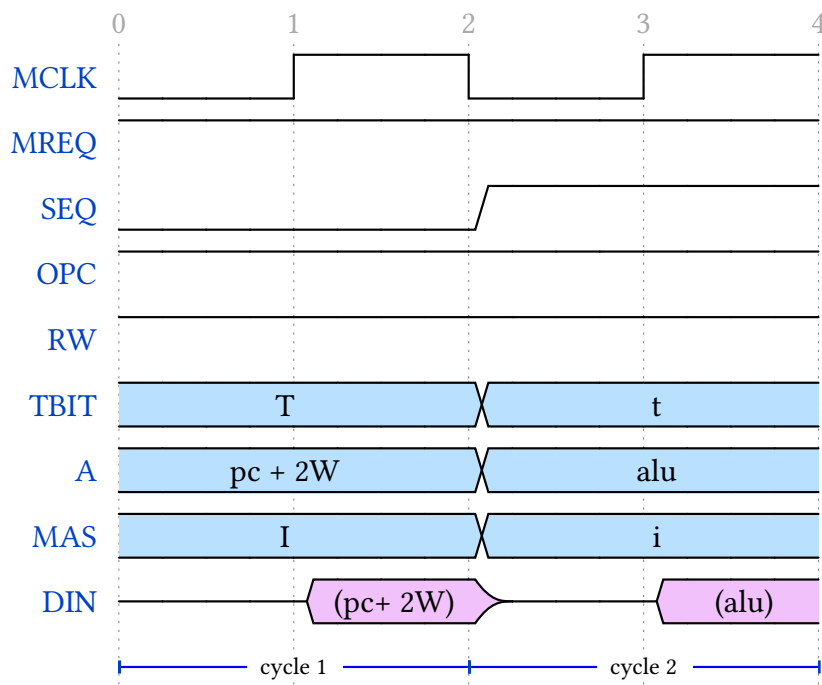 0 1 2 3 4
MCLK
MREQ
SEQ
OPC
RW
TBIT T t
A pc + 2W alu
MAS I i
DIN (pc+ 2W) (alu)
cycle 1 cycle 2